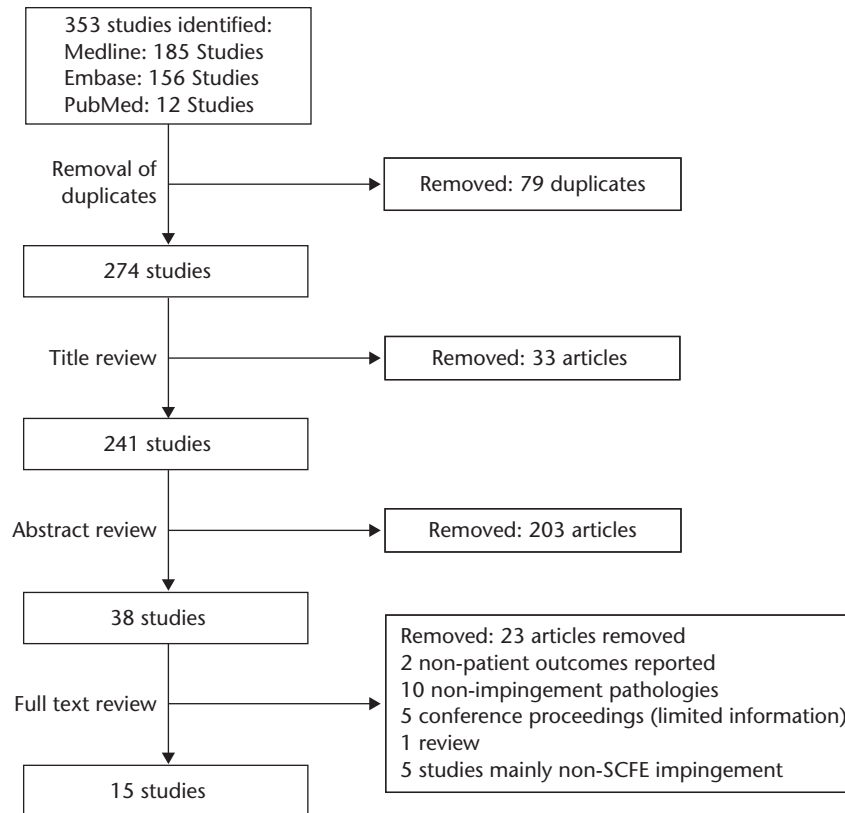 353 studies identified:
Medline: 185 Studies
Embase: 156 Studies
PubMed: 12 Studies
Removal of
duplicates
Removed: 79 duplicates
274 studies
Title review
Removed: 33 articles
241 studies
Abstract review
Removed: 203 articles
38 studies
Removed: 23 articles removed
2 non-patient outcomes reported
10 non-impingement pathologies
5 conference proceedings (limited information)
1 review
5 studies mainly non-SCFE impingement
Full text review
15 studies